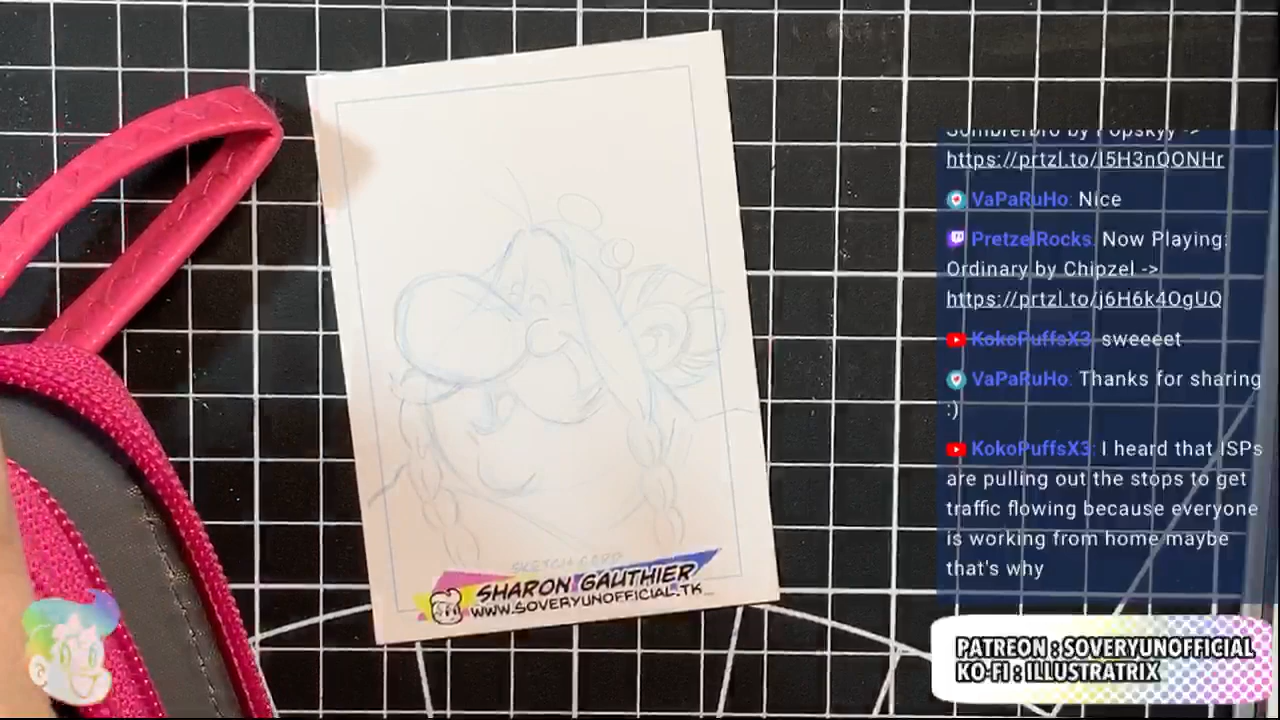 https://prtzl.to/I5H3nQONHr
VaPaRuHo: Nice
PretzelRocks: Now Playing:
Ordinary by Chipzel ->
https://prtzl.to/j6H6k4OgUQ
KokoPuffsX3: sweeeet
VaPaRuHo: Thanks for sharing
:)
KokoPuffsX3: I heard that ISPs
are pulling out the stops to get
traffic flowing because everyone
is working from home maybe
that's why
SKETCH CARD
SHARON GAUTHIER
WWW.SOVERYUNOFFICIAL.TK
PATREON : SOVERYUNOFFICIAL
KO-FI : ILLUSTRATRIX